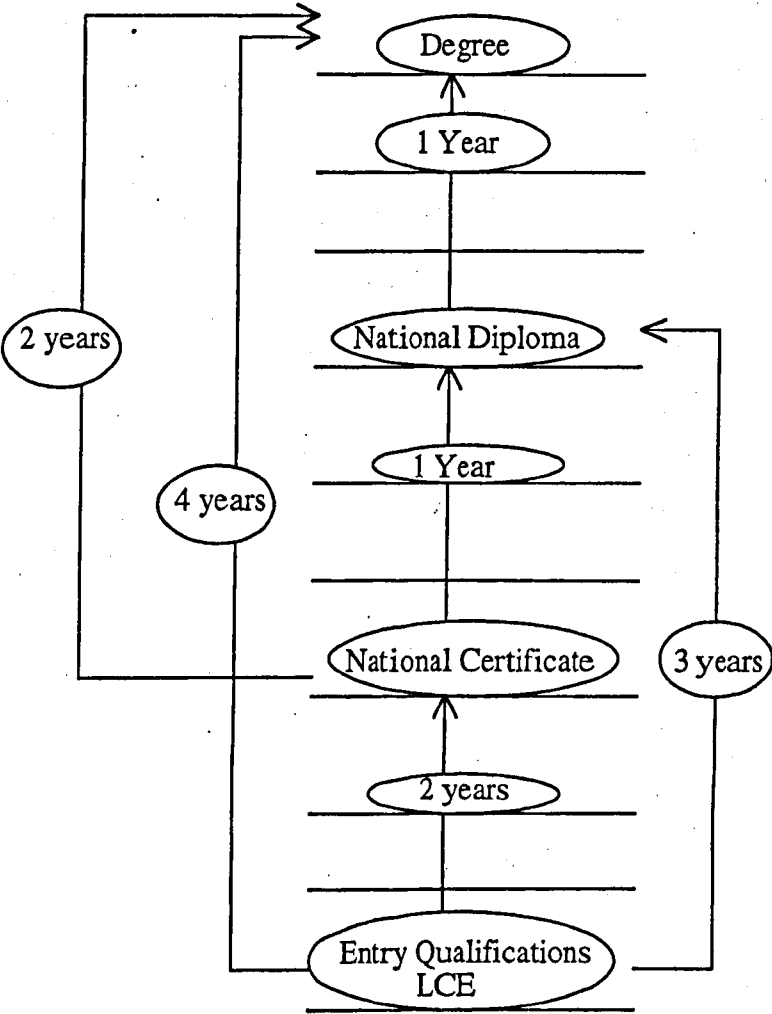 Degree
1 Year
National Diploma
2 years
1 Year
4 years
National Certificate
3 years
2 years
Entry Qualifications
LCE